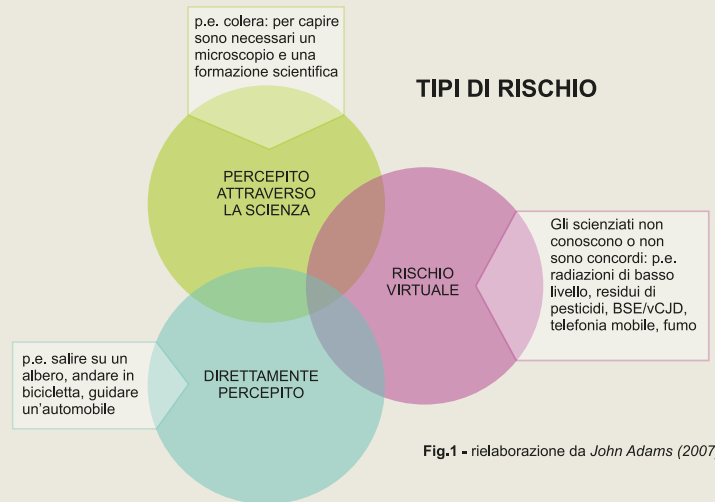 p.e. colera: per capire
sono necessari un
microscopio e una
formazione scientifica
TIPI DI RISCHIO
PERCEPITO
ATTRAVERSO
LA SCIENZA
Gli scienziati non
conoscono o non
sono concordi: p.e.
radiazioni di basso
livello, residui di
pesticidi, BSE/vCJD,
telefonia mobile, fumo
RISCHIO
VIRTUALE
p.e. salire su un
albero, andare in
bicicletta, guidare
un'automobile
DIRETTAMENTE
PERCEPITO
Fig.1 - rielaborazione da John Adams (2007)